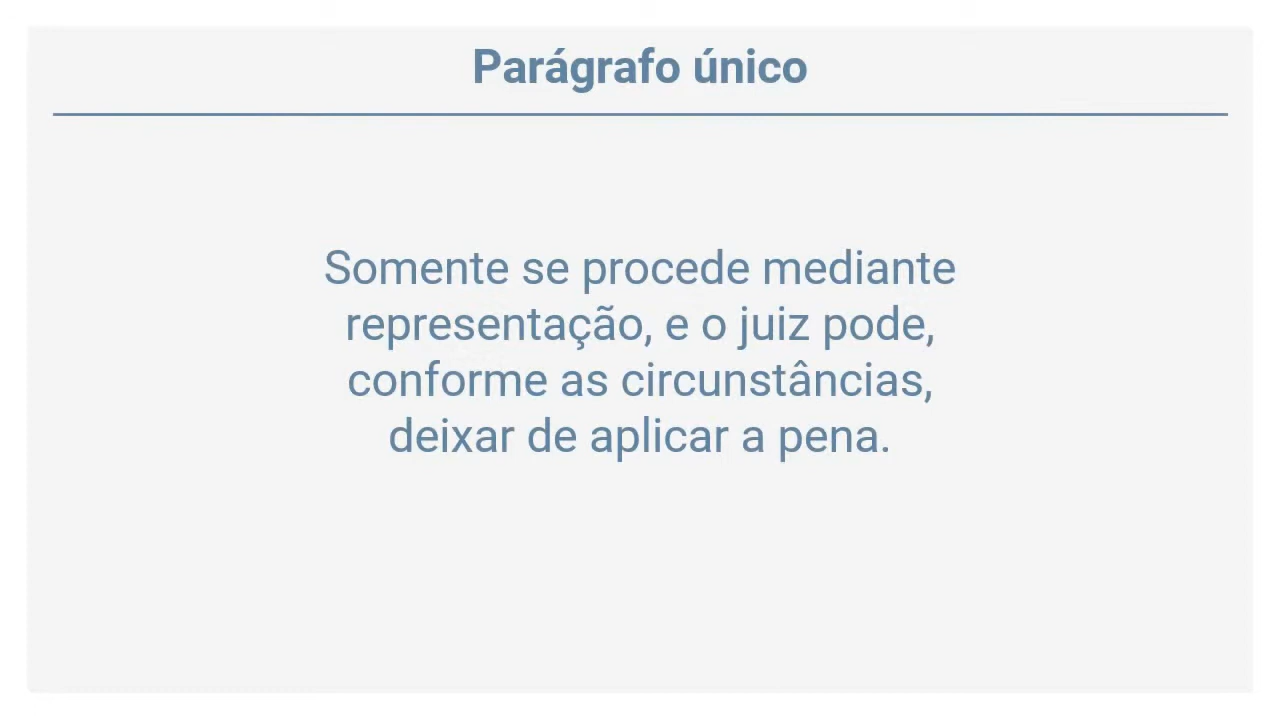 Parágrafo único
Somente se procede mediante
representação, e o juiz pode,
conforme as circunstâncias,
deixar de aplicar a pena.